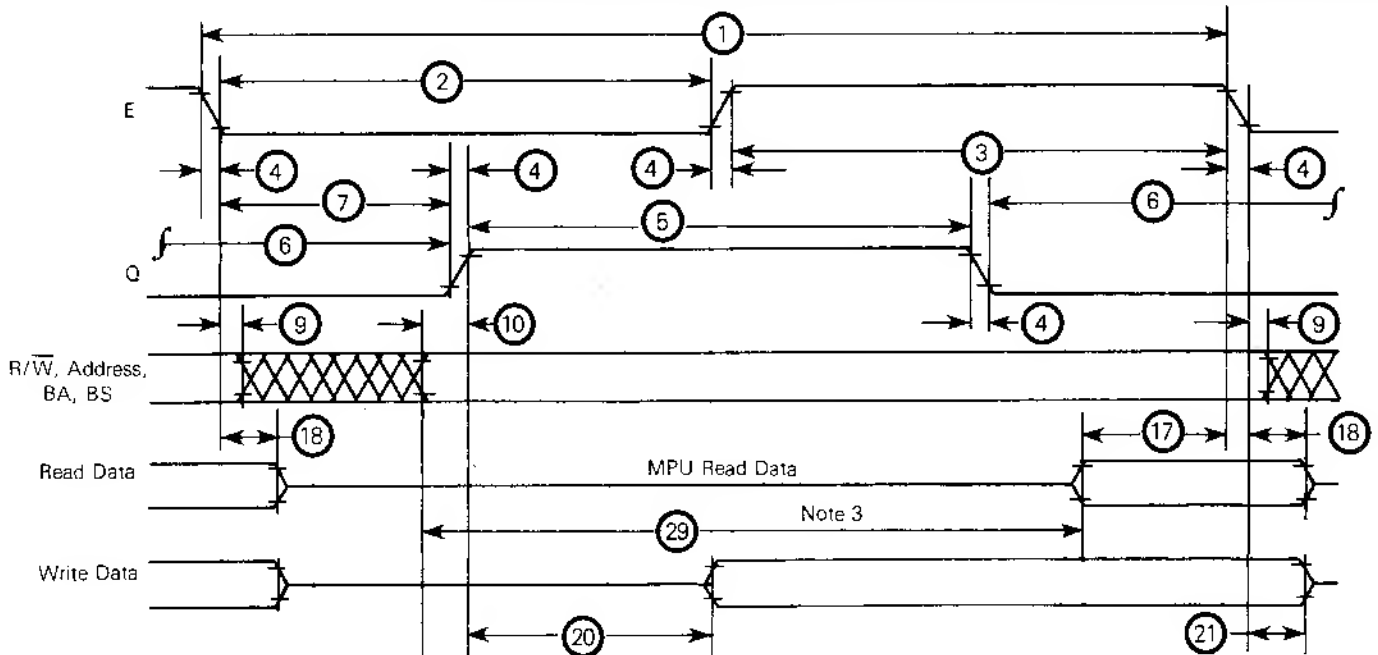 1
2
E
3
4
4
4
4
7
5
6
6
Q
9
10
4
9
R/W̅, Address,
BA, BS
18
17
18
Read Data
MPU Read Data
Note 3
29
Write Data
20
21